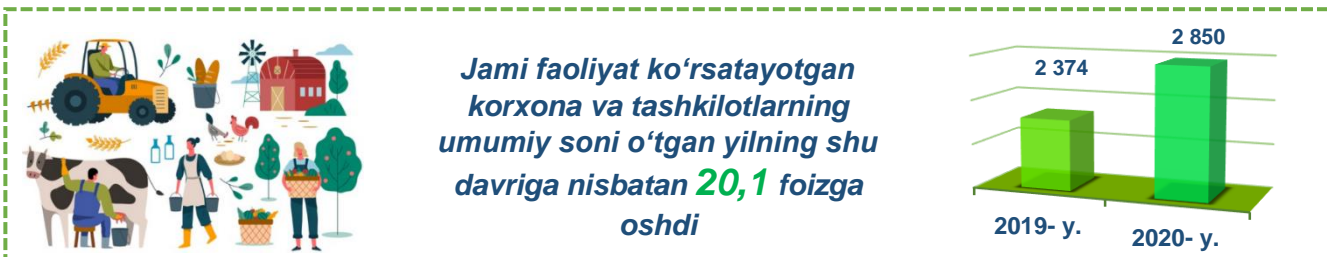 Jami faoliyat ko‘rsatayotgan
korxona va tashkilotlarning
umumiy soni o‘tgan yilning shu
davriga nisbatan 20,1 foizga
oshdi
2 850
2 374
2019- y.
2020- y.